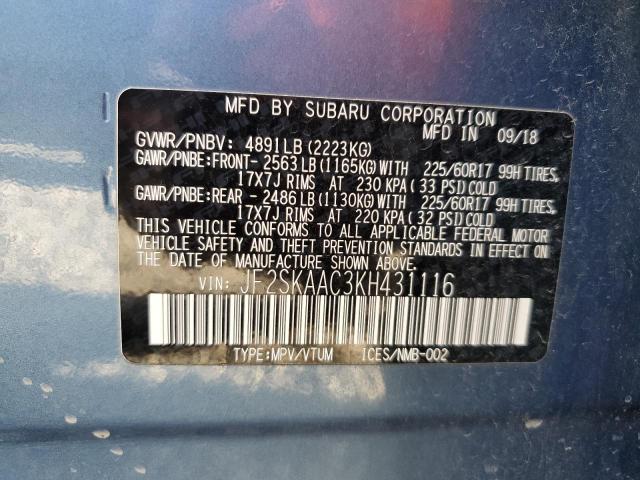 MFD BY SUBARU CORPORATION
MFD IN 09/18
GVWR/PNBV: 4891LB (2223KG)
GAWR/PNBE:FRONT- 2563LB (1165KG)WITH 225/60R17 99H TIRES,
17X7J RIMS AT 230 KPA (33 PSI)COLD
GAWR/PNBE:REAR - 2486LB (1130KG)WITH 225/60R17 99H TIRES,
17X7J RIMS AT 220 KPA (32 PSI)COLD
THIS VEHICLE CONFORMS TO ALL APPLICABLE FEDERAL MOTOR
VEHICLE SAFETY AND THEFT PREVENTION STANDARDS IN EFFECT ON
THE DATE OF MANUFACTURE SHOWN ABOVE.
VIN: JF2SKAAC3KH431116
TYPE:MPV/VTUM ICES/NMB-002